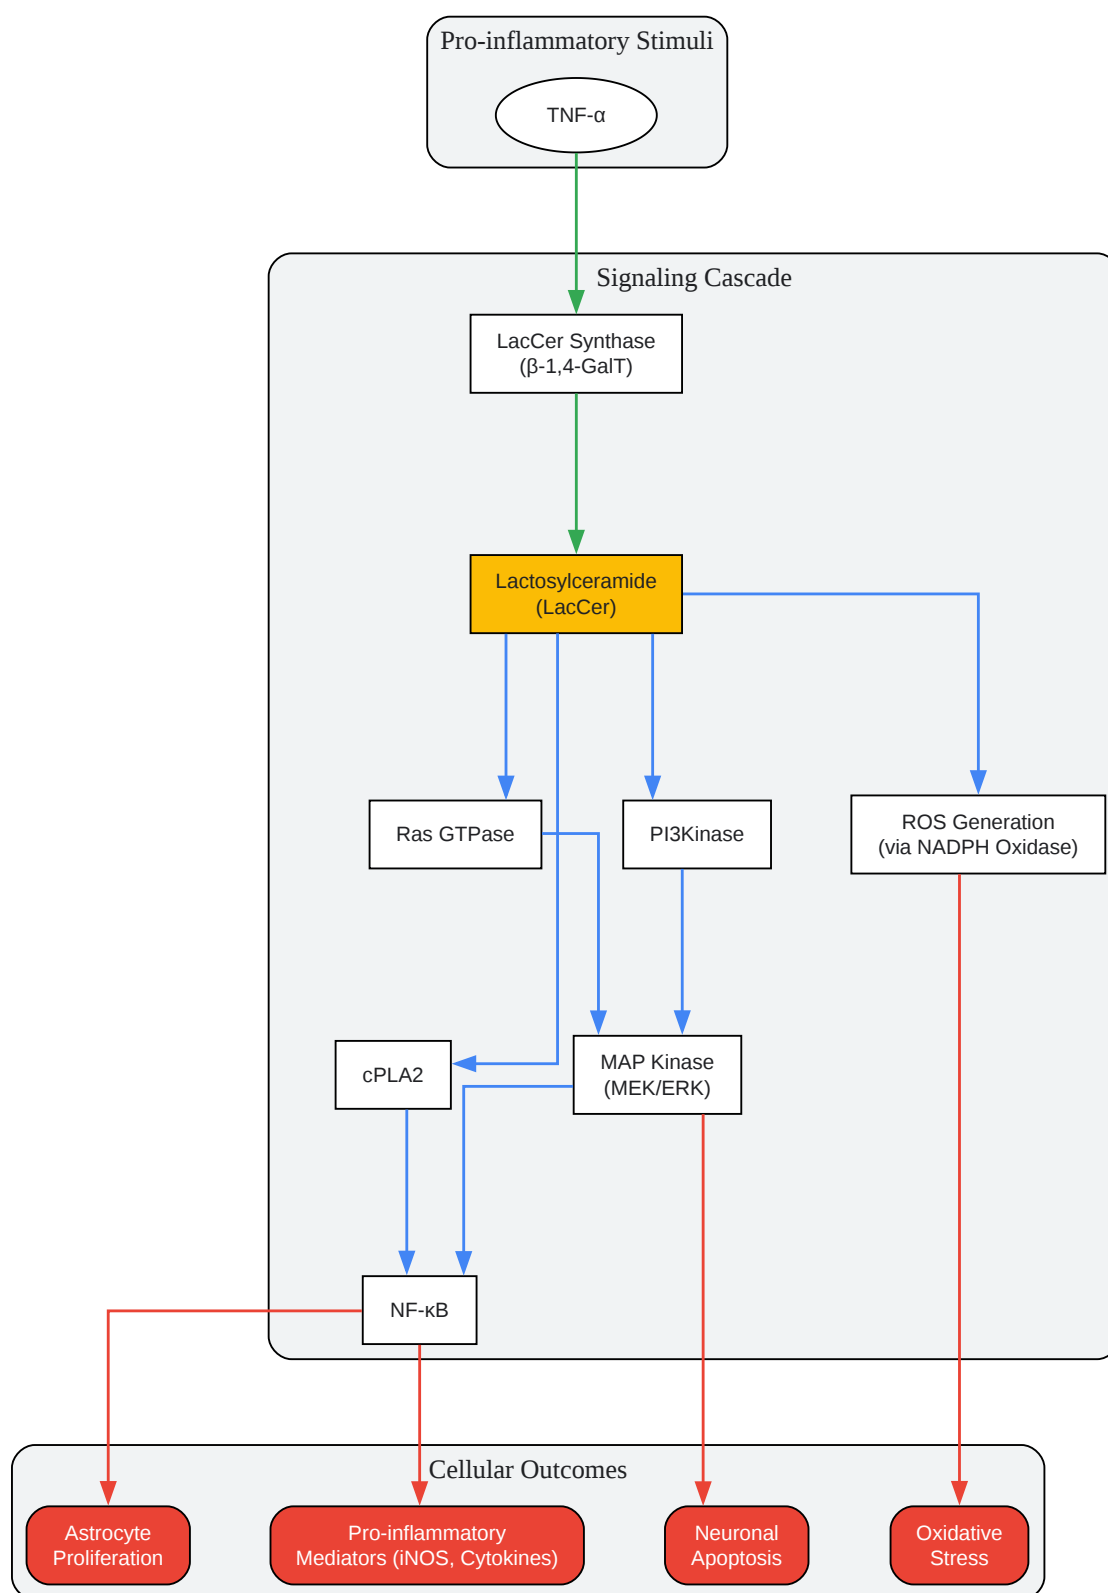 Pro-inflammatory Stimuli
TNF-α
Signaling Cascade
LacCer Synthase
(β-1,4-GalT)
Lactosylceramide
(LacCer)
Ras GTPase
PI3Kinase
ROS Generation
(via NADPH Oxidase)
cPLA2
MAP Kinase
(MEK/ERK)
NF-κB
Cellular Outcomes
Astrocyte
Proliferation
Pro-inflammatory
Mediators (iNOS, Cytokines)
Neuronal
Apoptosis
Oxidative
Stress